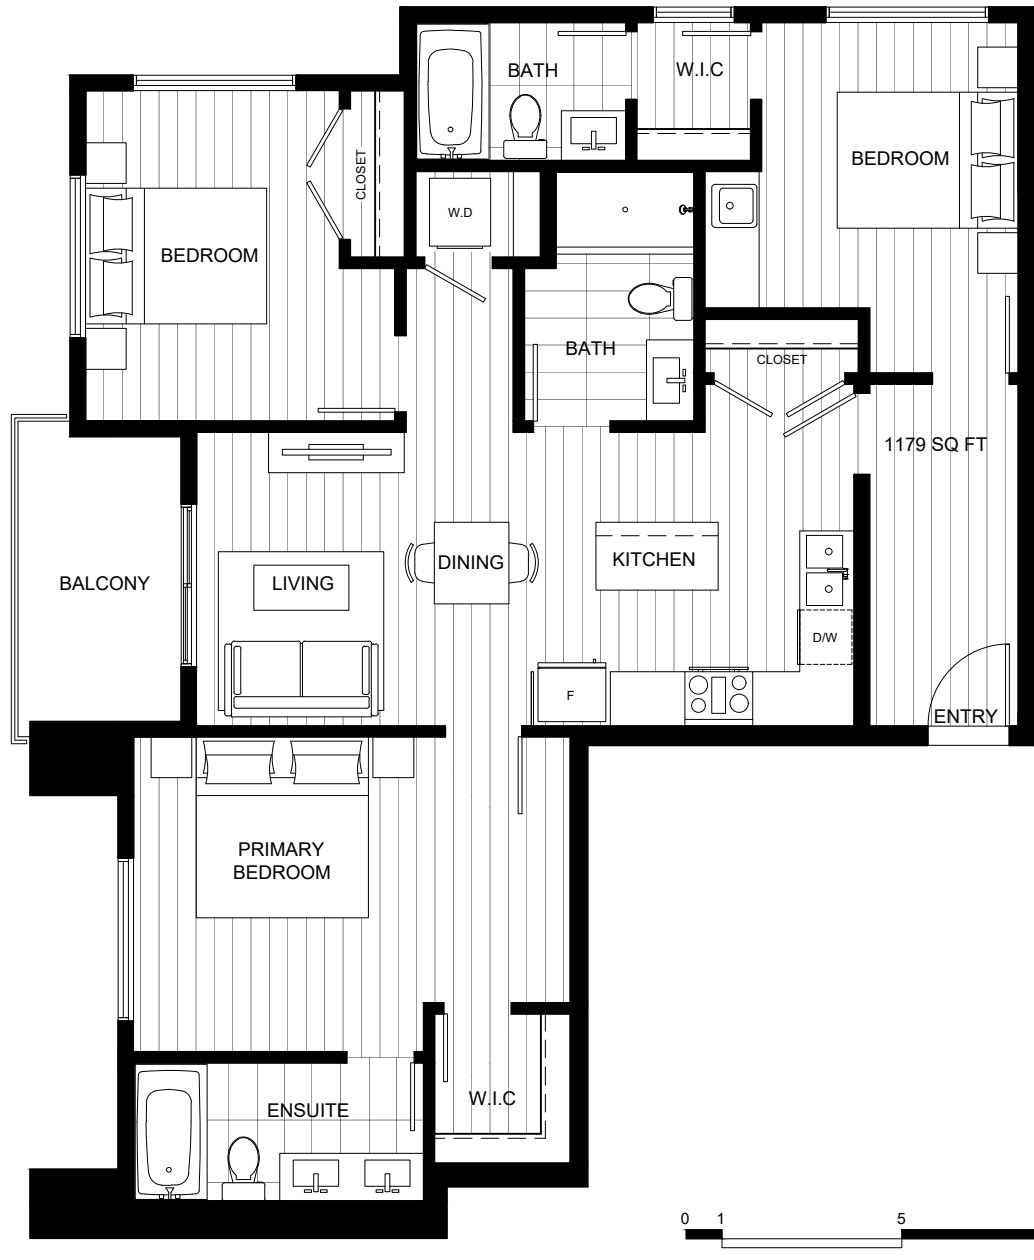 BATH
W.I.C
BEDROOM
CLOSET
W.D
BEDROOM
BATH
CLOSET
1179 SQ FT
BALCONY
LIVING
DINING
KITCHEN
D/W
F
ENTRY
PRIMARY
BEDROOM
ENSUITE
W.I.C
0 1 5